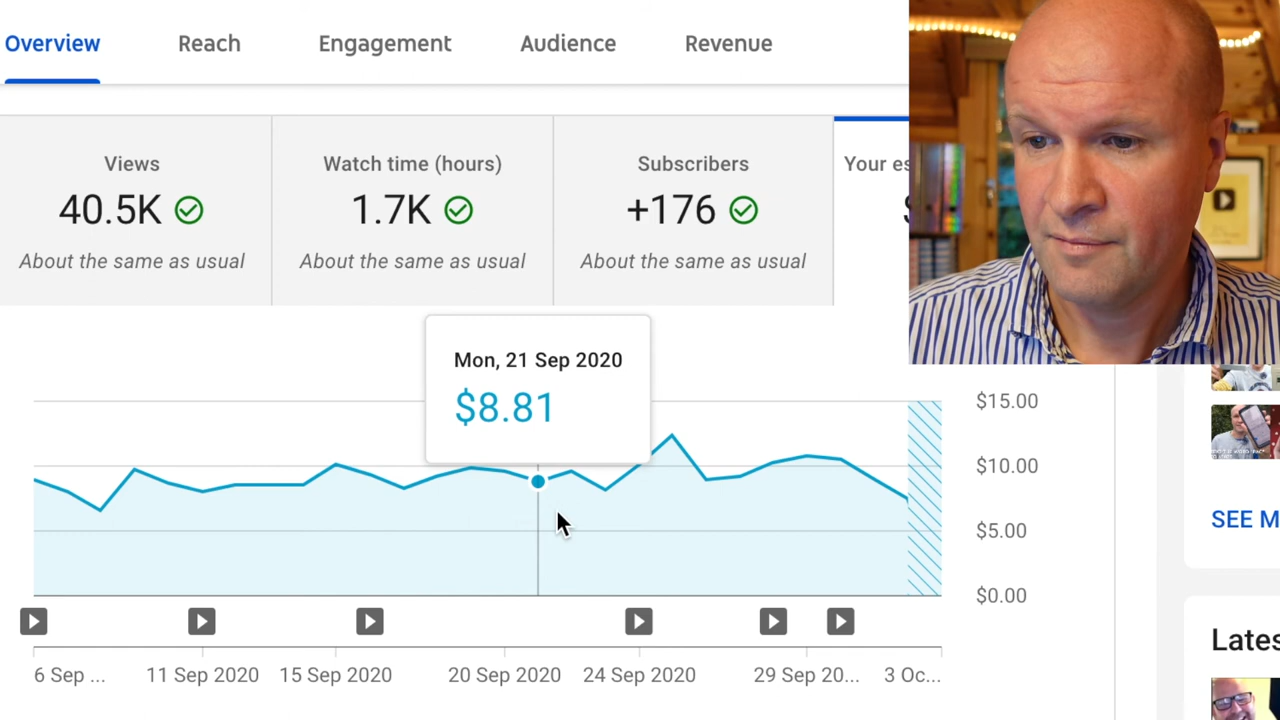 Overview Reach Engagement Audience Revenue
Views Watch time (hours) Subscribers Your es
40.5K 1.7K +176
About the same as usual About the same as usual About the same as usual
Mon, 21 Sep 2020
$8.81
$15.00
$10.00
$5.00
$0.00
6 Sep ... 11 Sep 2020 15 Sep 2020 20 Sep 2020 24 Sep 2020 29 Sep 20... 3 Oc...
SEE M
Lates